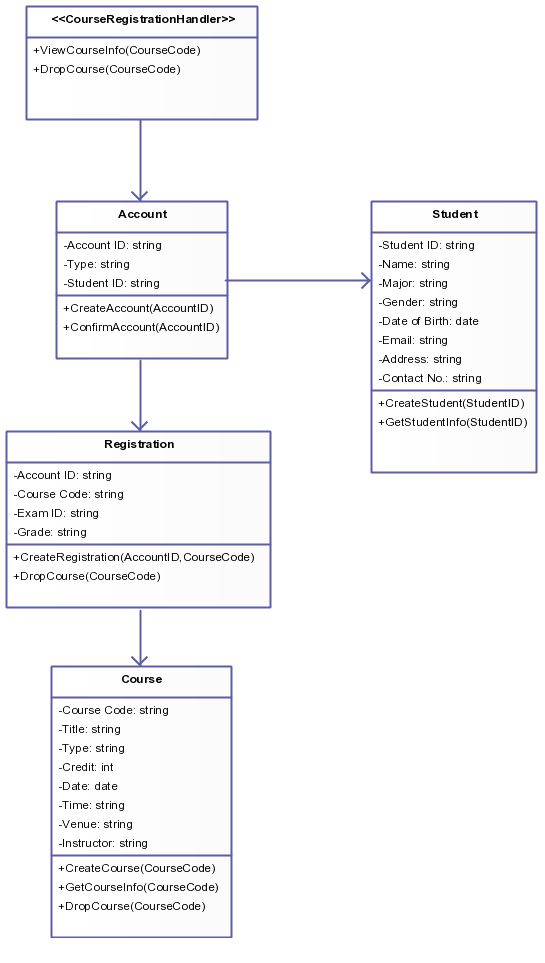 <<CourseRegistrationHandler>>
+ViewCourseInfo(CourseCode)
+DropCourse(CourseCode)
Account
-Account ID: string
-Type: string
-Student ID: string
+CreateAccount(AccountID)
+ConfirmAccount(AccountID)
Student
-Student ID: string
-Name: string
-Major: string
-Gender: string
-Date of Birth: date
-Email: string
-Address: string
-Contact No.: string
+CreateStudent(StudentID)
+GetStudentInfo(StudentID)
Registration
-Account ID: string
-Course Code: string
-Exam ID: string
-Grade: string
+CreateRegistration(AccountID,CourseCode)
+DropCourse(CourseCode)
Course
-Course Code: string
-Title: string
-Type: string
-Credit: int
-Date: date
-Time: string
-Venue: string
-Instructor: string
+CreateCourse(CourseCode)
+GetCourseInfo(CourseCode)
+DropCourse(CourseCode)